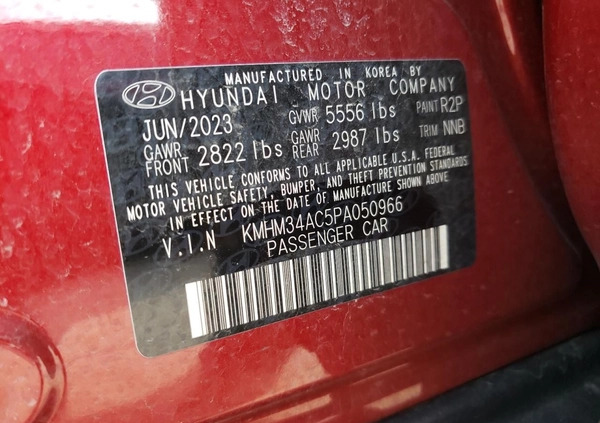 MANUFACTURED IN KOREA BY
HYUNDAI MOTOR COMPANY
JUN/2023 GVWR 5556 lbs PAINT R2P
GAWR FRONT 2822 lbs GAWR REAR 2987 lbs TRIM NNB
THIS VEHICLE CONFORMS TO ALL APPLICABLE U.S.A. FEDERAL
MOTOR VEHICLE SAFETY, BUMPER, AND THEFT PREVENTION STANDARDS
IN EFFECT ON THE DATE OF MANUFACTURE SHOWN ABOVE.
V.I.N KMHM34AC5PA050966
PASSENGER CAR